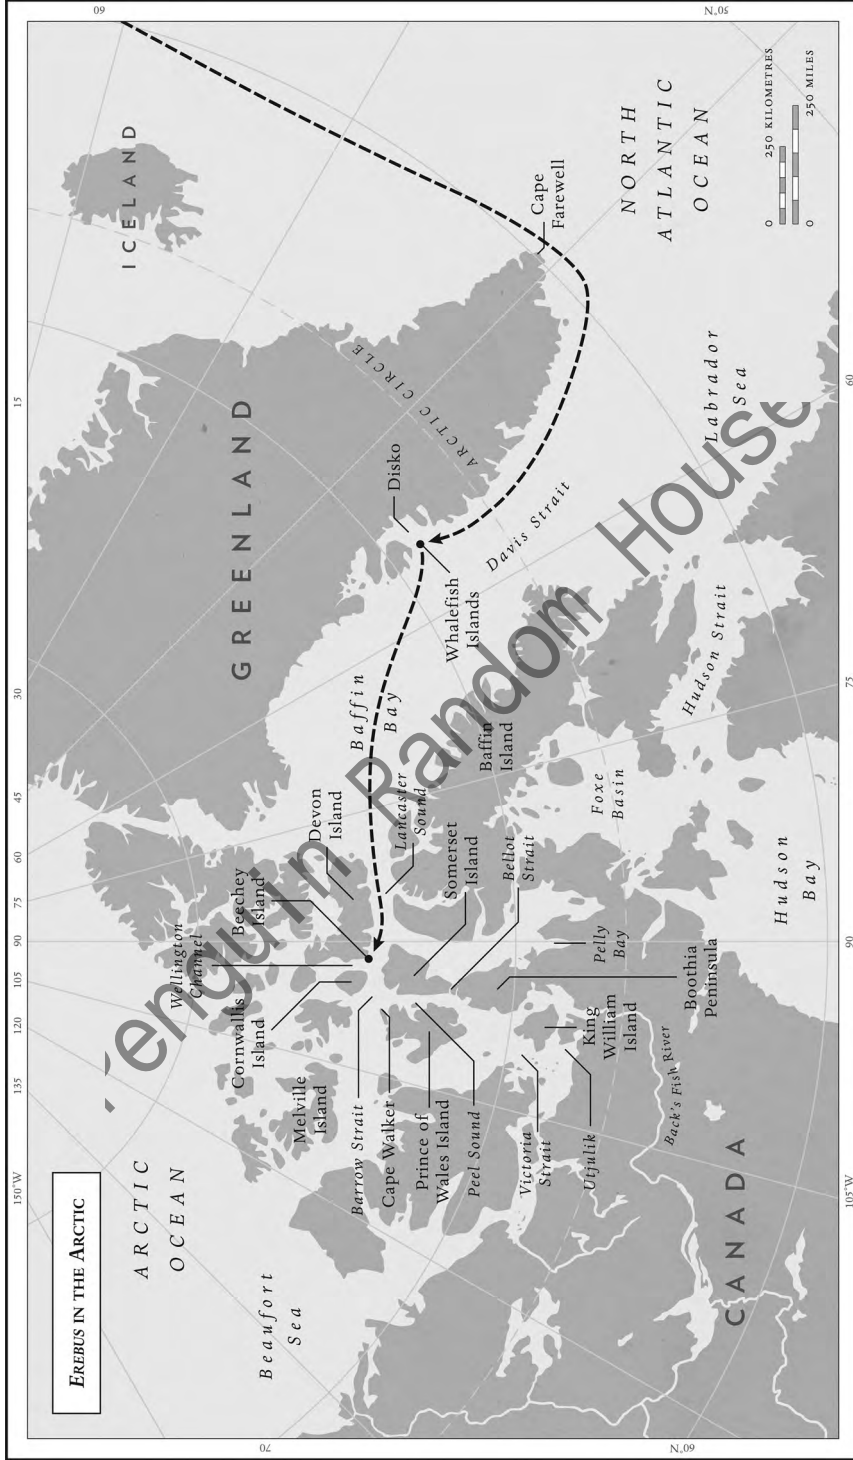 EREBUS IN THE ARCTIC
ARCTIC
OCEAN
Beaufort
Sea
Melville
Island
Cornwallis
Island
Wellington
Channel
Beechey
Island
Devon
Island
Lancaster
Sound
Baffin
Bay
GREENLAND
ICELAND
ARCTIC CIRCLE
Disko
Whalefish
Islands
Davis Strait
Cape
Farewell
NORTH
ATLANTIC
OCEAN
Labrador
Sea
Hudson Strait
Baffin
Island
Foxe
Basin
Hudson
Bay
Somerset
Island
Bellot
Strait
Pelly
Bay
Boothia
Peninsula
King
William
Island
Back's Fish River
Barrow Strait
Cape Walker
Prince of
Wales Island
Peel Sound
Victoria
Strait
Utjulik
CANADA
0 250 KILOMETRES
0 250 MILES
150°W
135
120
105
90
75
60
45
30
15
60
50°N
60
75
90
105°W
60°N
70
Penguin Random House